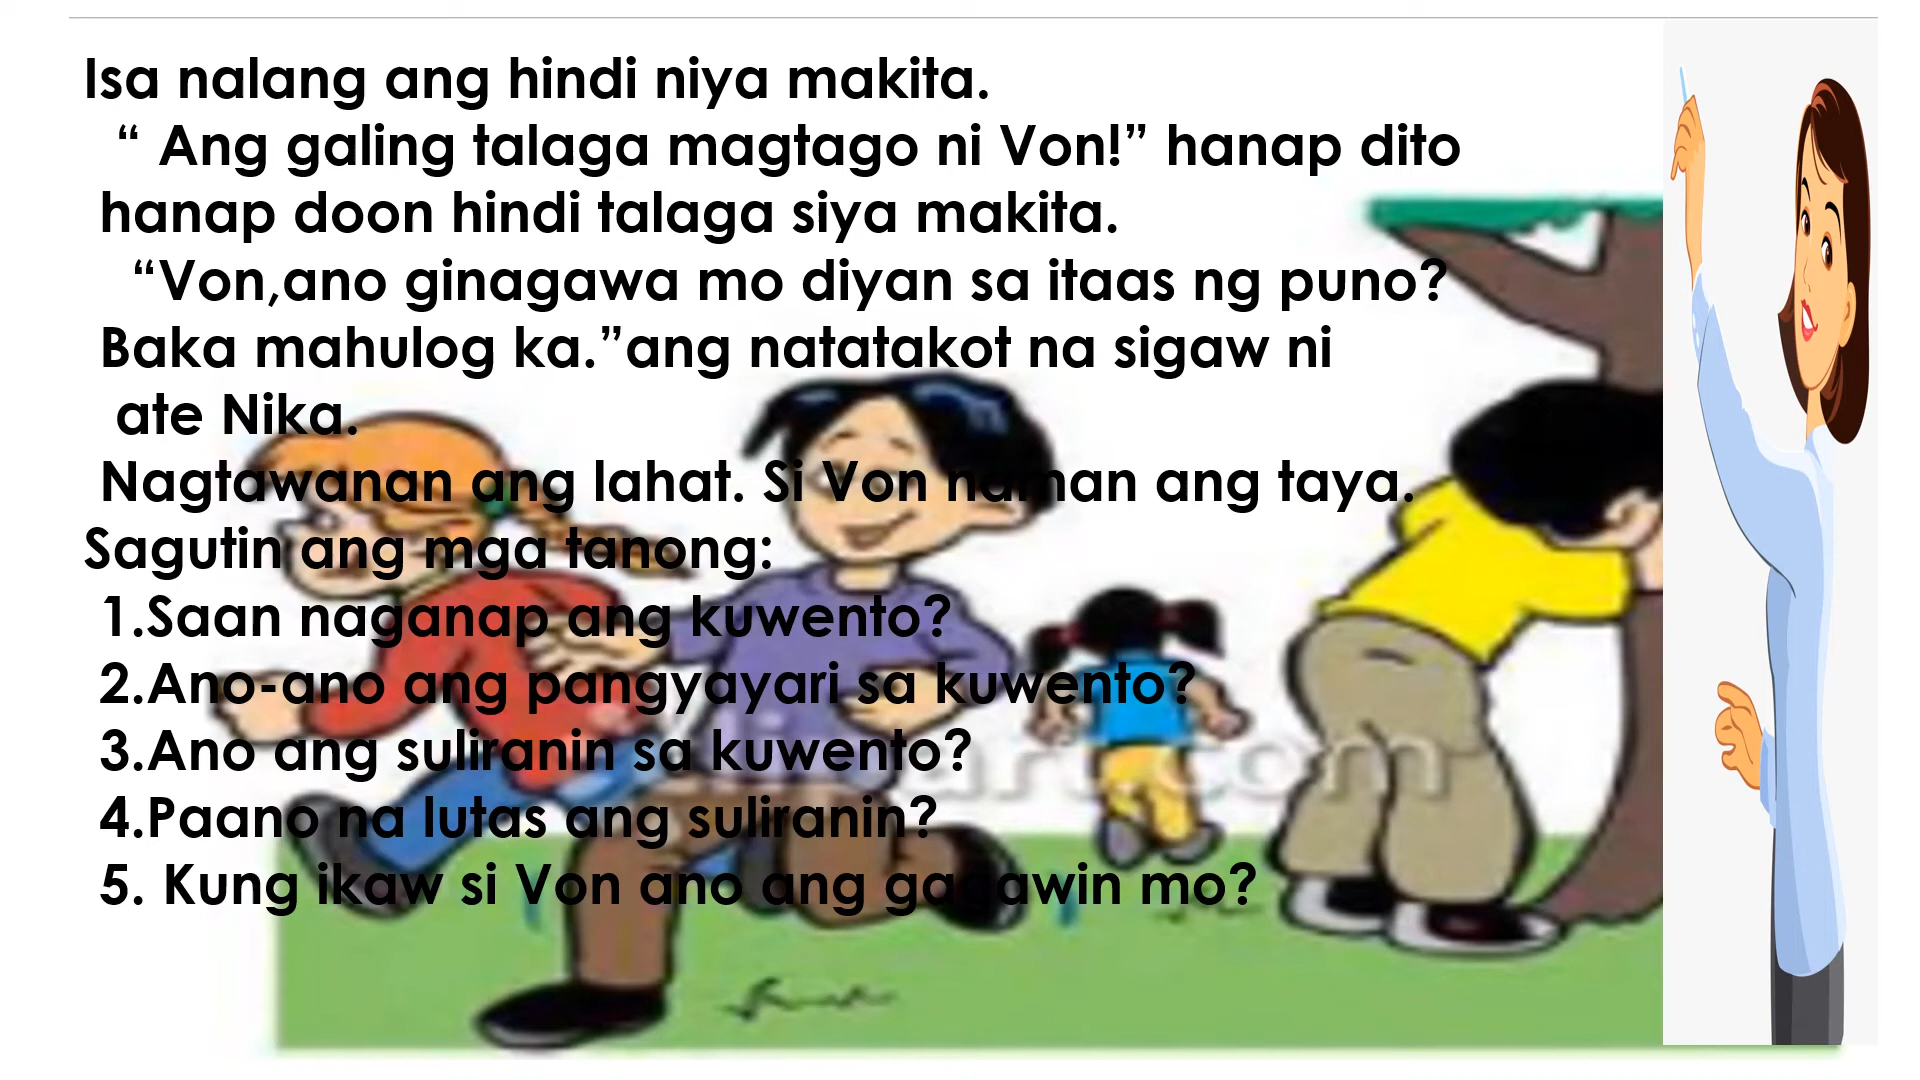 Isa nalang ang hindi niya makita.
“ Ang galing talaga magtago ni Von!” hanap dito
hanap doon hindi talaga siya makita.
“Von,ano ginagawa mo diyan sa itaas ng puno?
Baka mahulog ka.”ang natatakot na sigaw ni
ate Nika.
Nagtawanan ang lahat. Si Von naman ang taya.
Sagutin ang mga tanong:
1.Saan naganap ang kuwento?
2.Ano-ano ang pangyayari sa kuwento?
3.Ano ang suliranin sa kuwento?
4.Paano na lutas ang suliranin?
5. Kung ikaw si Von ano ang gagawin mo?